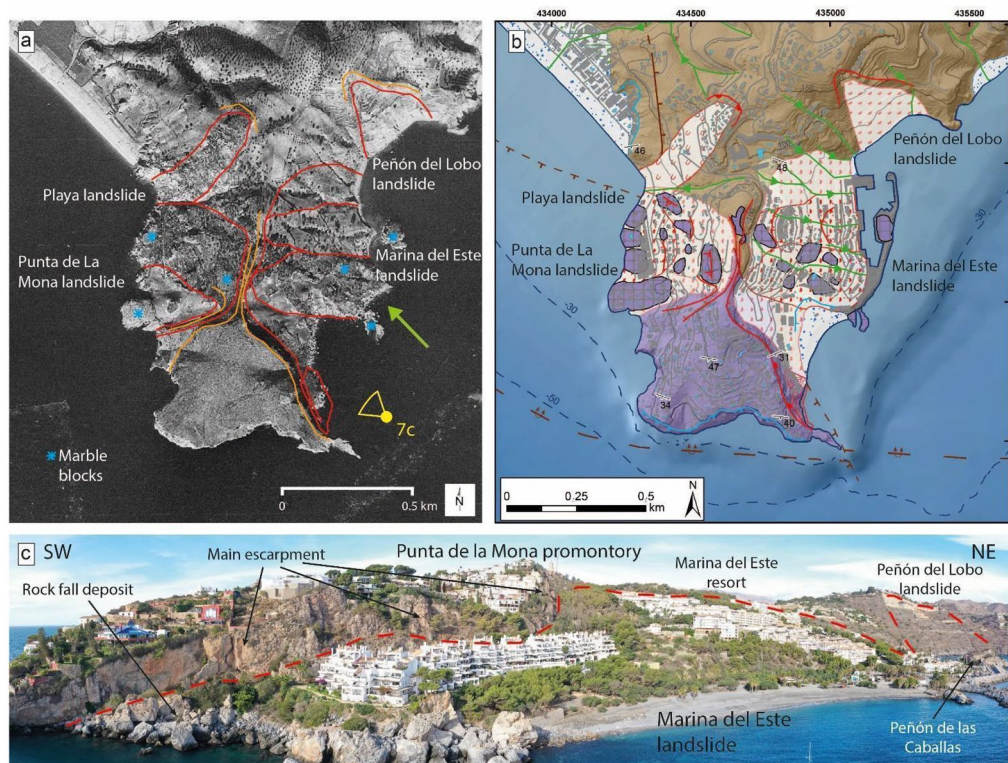 a
Peñón del Lobo
landslide
Playa landslide
Punta de La
Mona landslide
Marina del Este
landslide
7c
Marble
blocks
0
0.5 km
N
b
434000
434500
435000
435500
46
48
Peñón del Lobo
landslide
Playa landslide
Punta de La
Mona landslide
Marina del Este
landslide
-30
-30
31
47
34
40
-50
0 0.25 0.5
km
N
c SW
Main escarpment
Punta de la Mona promontory
NE
Rock fall deposit
Marina del Este
resort
Peñón del Lobo
landslide
Marina del Este
landslide
Peñón de las
Caballas